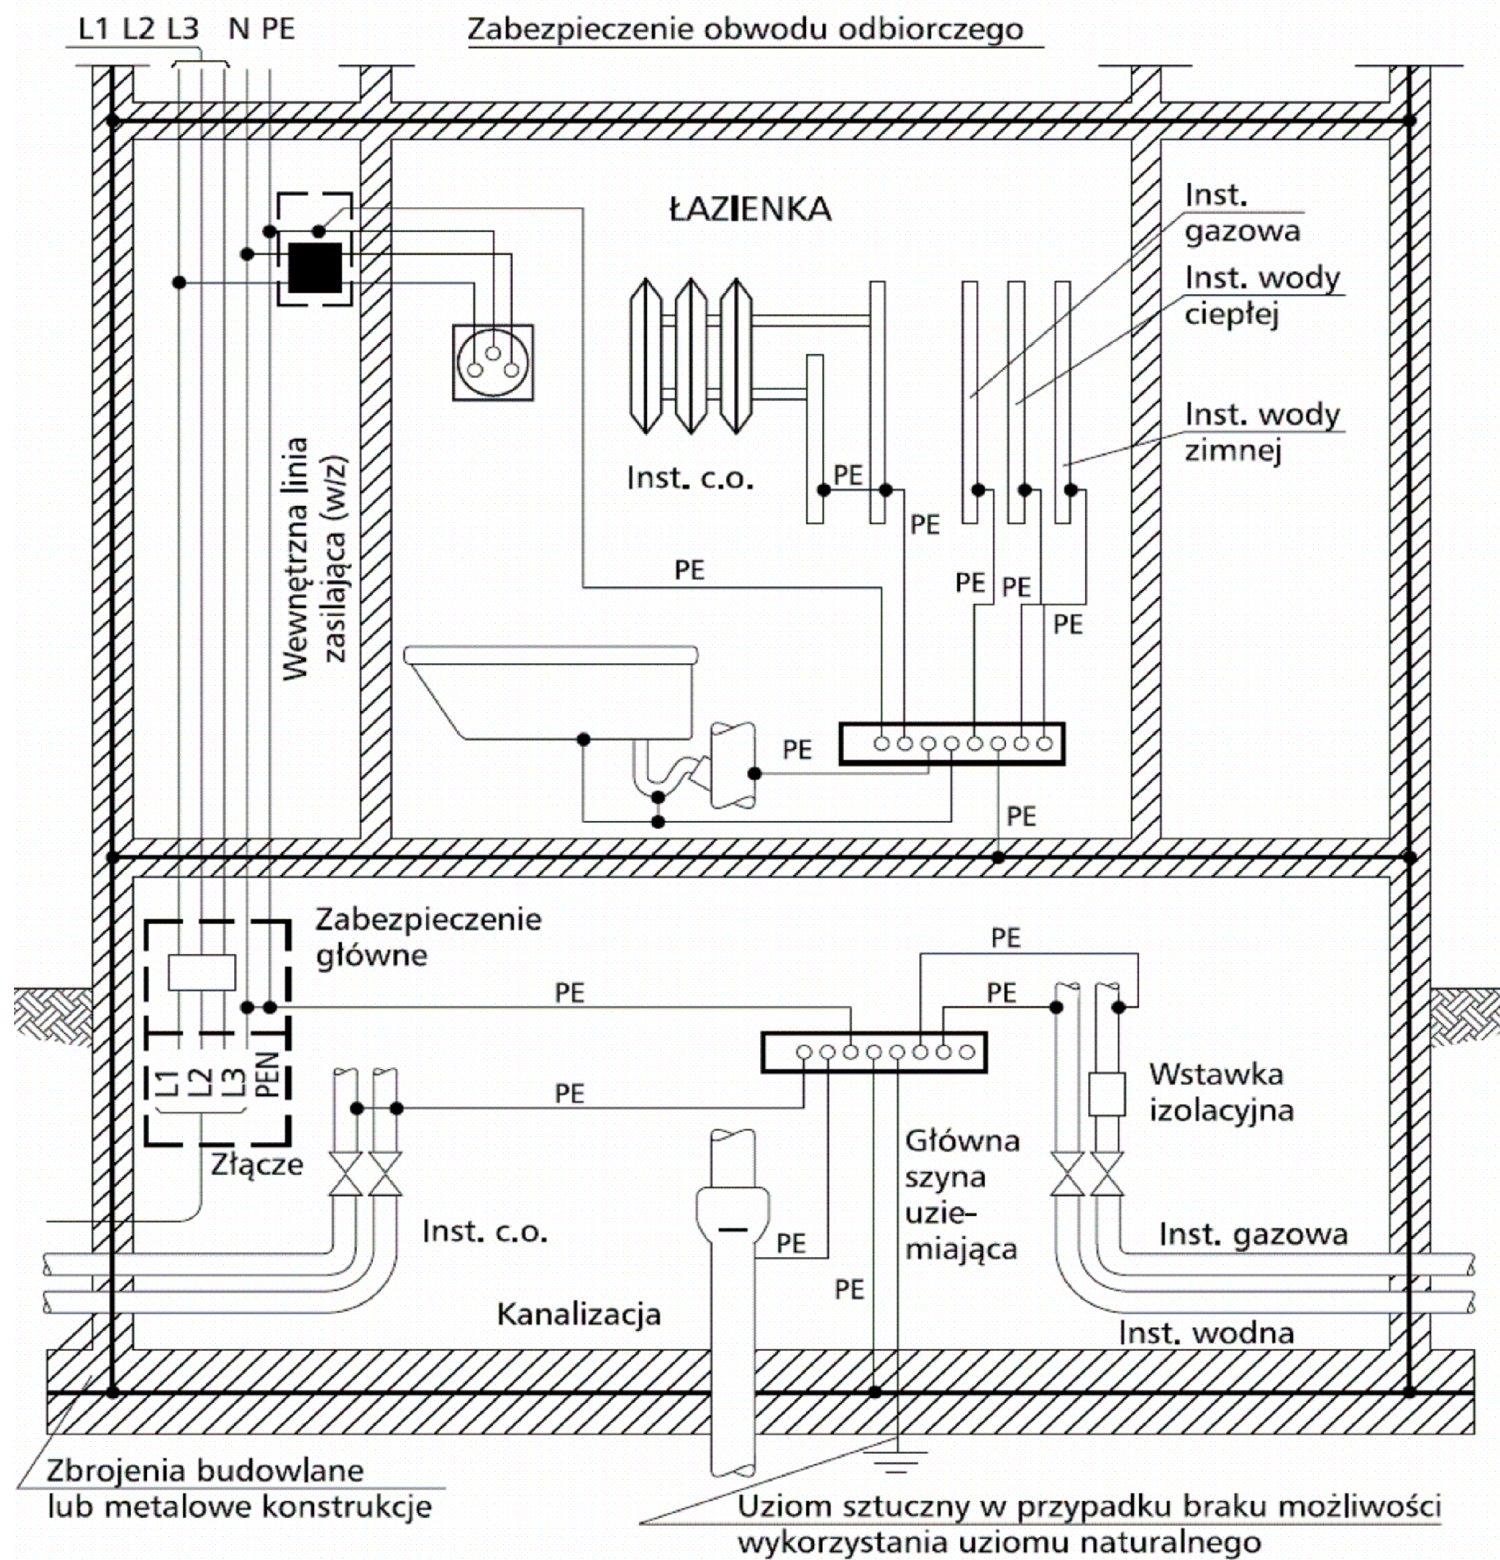 L1 L2 L3 N PE
Zabezpieczenie obwodu odbiorczego
ŁAZIENKA
Inst.
gazowa
Inst. wody
ciepłej
Inst. wody
zimnej
Wewnętrzna linia
zasilająca (w/z)
Inst. c.o.
PE
PE
PE
PE
PE
PE
PE
PE
Zabezpieczenie
główne
PE
PE
PE
L1
L2
L3
PEN
Złącze
PE
Wstawka
izolacyjna
Główna
szyna
uzie-
miająca
Inst. c.o.
PE
PE
Inst. gazowa
Kanalizacja
Inst. wodna
Zbrojenia budowlane
lub metalowe konstrukcje
Uziom sztuczny w przypadku braku możliwości
wykorzystania uziomu naturalnego